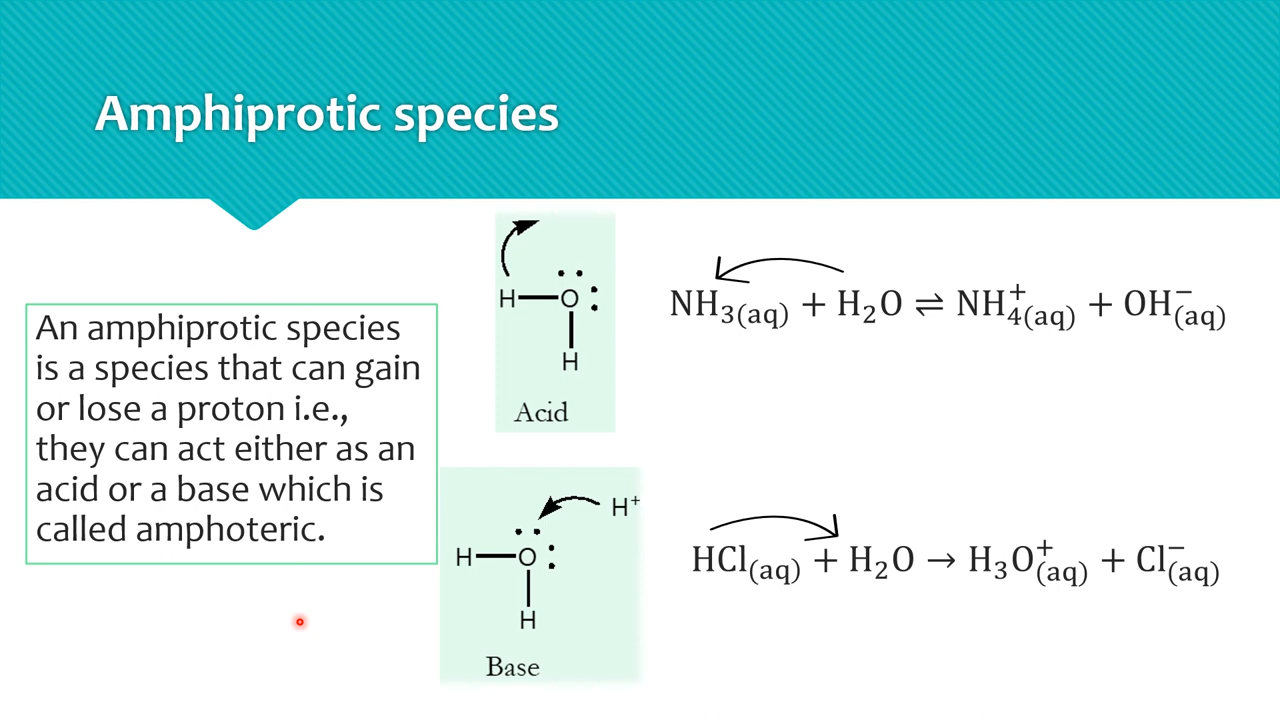 Amphiprotic species
An amphiprotic species
is a species that can gain
or lose a proton i.e.,
they can act either as an
acid or a base which is
called amphoteric.
H—O
H
Acid
NH₃(aq) + H₂O ⇌ NH₄⁺(aq) + OH⁻(aq)
H⁺
H—O
H
Base
HCl(aq) + H₂O → H₃O⁺(aq) + Cl⁻(aq)